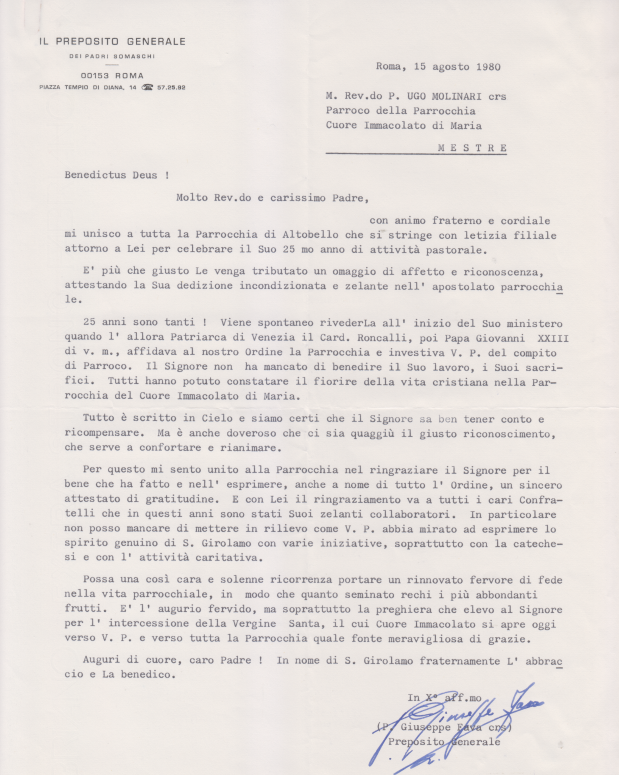 IL PREPOSITO GENERALE
DEI PADRI SOMASCHI
00153 ROMA
PIAZZA TEMPIO DI DIANA, 14 ☎ 57.25.92
Roma, 15 agosto 1980
M. Rev.do P. UGO MOLINARI crs
Parroco della Parrocchia
Cuore Immacolato di Maria
M E S T R E
Benedictus Deus !
Molto Rev.do e carissimo Padre,
con animo fraterno e cordiale
mi unisco a tutta la Parrocchia di Altobello che si stringe con letizia filiale
attorno a Lei per celebrare il Suo 25 mo anno di attività pastorale.
E' più che giusto Le venga tributato un omaggio di affetto e riconoscenza,
attestando la Sua dedizione incondizionata e zelante nell' apostolato parrocchia
le.
25 anni sono tanti ! Viene spontaneo rivederLa all' inizio del Suo ministero
quando l' allora Patriarca di Venezia il Card. Roncalli, poi Papa Giovanni XXIII
di v. m., affidava al nostro Ordine la Parrocchia e investiva V. P. del compito
di Parroco. Il Signore non ha mancato di benedire il Suo lavoro, i Suoi sacri-
fici. Tutti hanno potuto constatare il fiorire della vita cristiana nella Par-
rocchia del Cuore Immacolato di Maria.
Tutto è scritto in Cielo e siamo certi che il Signore sa ben tener conto e
ricompensare. Ma è anche doveroso che ci sia quaggiù il giusto riconoscimento,
che serve a confortare e rianimare.
Per questo mi sento unito alla Parrocchia nel ringraziare il Signore per il
bene che ha fatto e nell' esprimere, anche a nome di tutto l' Ordine, un sincero
attestato di gratitudine. E con Lei il ringraziamento va a tutti i cari Confra-
telli che in questi anni sono stati Suoi zelanti collaboratori. In particolare
non posso mancare di mettere in rilievo come V. P. abbia mirato ad esprimere lo
spirito genuino di S. Girolamo con varie iniziative, soprattutto con la cateche-
si e con l' attività caritativa.
Possa una così cara e solenne ricorrenza portare un rinnovato fervore di fede
nella vita parrocchiale, in modo che quanto seminato rechi i più abbondanti
frutti. E' l' augurio fervido, ma soprattutto la preghiera che elevo al Signore
per l' intercessione della Vergine Santa, il cui Cuore Immacolato si apre oggi
verso V. P. e verso tutta la Parrocchia quale fonte meravigliosa di grazie.
Auguri di cuore, caro Padre ! In nome di S. Girolamo fraternamente L' abbrac
cio e La benedico.
In Xº aff.mo
Giuseppe Fava
(P. Giuseppe Fava crs)
Preposito Generale